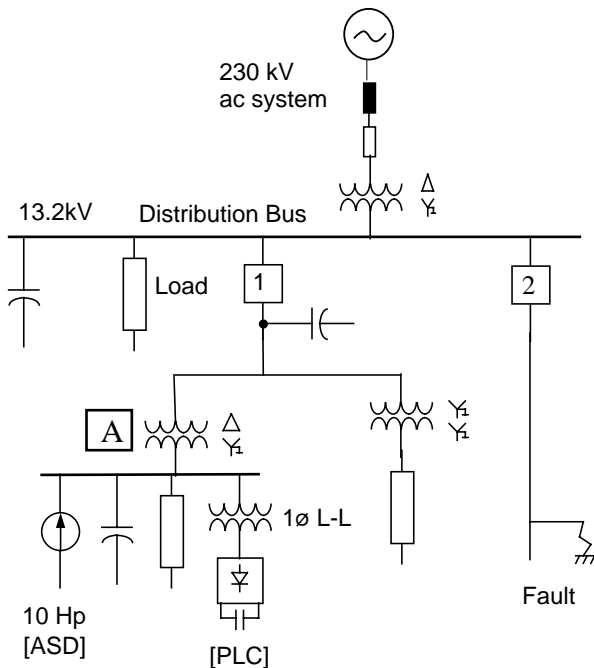 230 kV
ac system
Δ
Y
13.2kV
Distribution Bus
Load
1
2
A
Δ
Y
Y
Y
1ø L-L
10 Hp
[ASD]
[PLC]
Fault